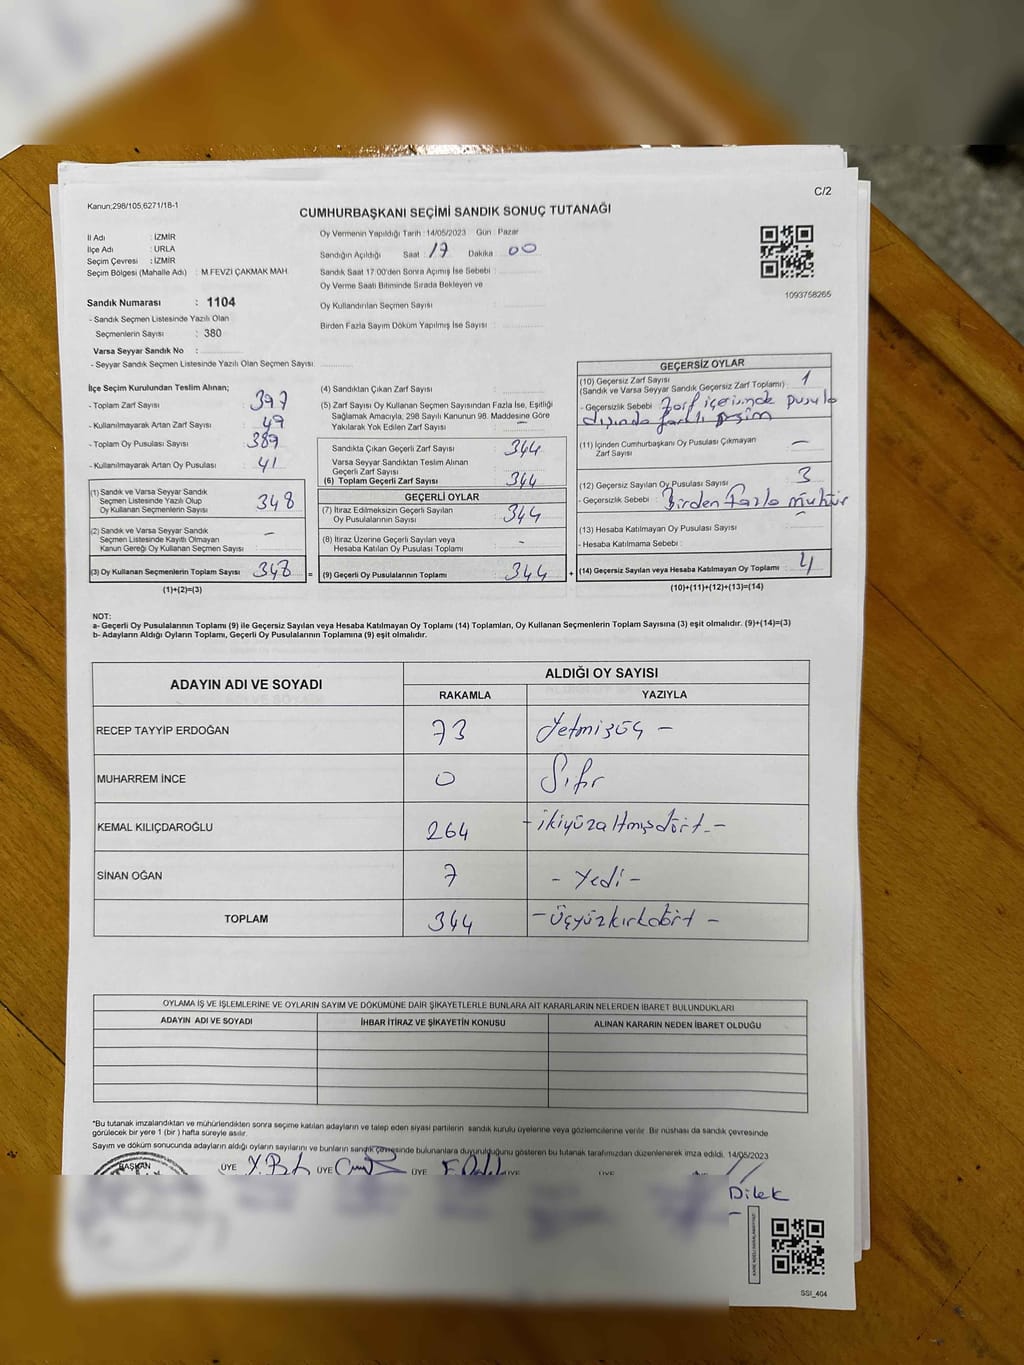 C/2
Kanun;298/105,6271/18-1
CUMHURBAŞKANI SEÇİMİ SANDIK SONUÇ TUTANAĞI
İl Adı : İZMİR
İlçe Adı : URLA
Seçim Çevresi : İZMİR
Seçim Bölgesi (Mahalle Adı) : M.FEVZİ ÇAKMAK MAH.
Sandık Numarası : 1104
- Sandık Seçmen Listesinde Yazılı Olan
Seçmenlerin Sayısı : 380
Varsa Seyyar Sandık No :
- Seyyar Sandık Seçmen Listesinde Yazılı Olan Seçmen Sayısı
Oy Vermenin Yapıldığı Tarih : 14/05/2023 Gün : Pazar
Sandığın Açıldığı Saat : 17 Dakika : 00
Sandık Saat 17:00'den Sonra Açımış İse Sebebi :
Oy Verme Saati Bitiminde Sırada Bekleyen ve
Oy Kullandırılan Seçmen Sayısı :
Birden Fazla Sayım Döküm Yapılmış İse Sayısı :
1093758265
İlçe Seçim Kurulundan Teslim Alınan;
- Toplam Zarf Sayısı : 397
- Kullanılmayarak Artan Zarf Sayısı : 49
- Toplam Oy Pusulası Sayısı : 389
- Kullanılmayarak Artan Oy Pusulası : 41
(1) Sandık ve Varsa Seyyar Sandık
Seçmen Listesinde Yazılı Olup
Oy Kullanan Seçmenlerin Sayısı : 348
(2) Sandık ve Varsa Seyyar Sandık
Seçmen Listesinde Kayıtlı Olmayan
Kanun Gereği Oy Kullanan Seçmen Sayısı : -
(3) Oy Kullanan Seçmenlerin Toplam Sayısı : 348 =
(1)+(2)=(3)
(4) Sandıktan Çıkan Zarf Sayısı :
(5) Zarf Sayısı Oy Kullanan Seçmen Sayısından Fazla İse, Eşitliği
Sağlamak Amacıyla, 298 Sayılı Kanunun 98. Maddesine Göre
Yakılarak Yok Edilen Zarf Sayısı : -
Sandıkta Çıkan Geçerli Zarf Sayısı : 344
Varsa Seyyar Sandıktan Teslim Alınan
Geçerli Zarf Sayısı :
(6) Toplam Geçerli Zarf Sayısı : 344
GEÇERLİ OYLAR
(7) İtiraz Edilmeksizin Geçerli Sayılan
Oy Pusulalarının Sayısı : 344
(8) İtiraz Üzerine Geçerli Sayılan veya
Hesaba Katılan Oy Pusulası Toplamı : -
(9) Geçerli Oy Pusulalarının Toplamı : 344 +
GEÇERSİZ OYLAR
(10) Geçersiz Zarf Sayısı
(Sandık ve Varsa Seyyar Sandık Geçersiz Zarf Toplamı) : 1
- Geçersizlik Sebebi : Zarf içerisinde pusula
dışında farklı
(11) İçinden Cumhurbaşkanı Oy Pusulası Çıkmayan
Zarf Sayısı : -
(12) Geçersiz Sayılan Oy Pusulası Sayısı : 3
- Geçersizlik Sebebi : Birden fazla mühür
(13) Hesaba Katılmayan Oy Pusulası Sayısı : -
- Hesaba Katılmama Sebebi :
(14) Geçersiz Sayılan veya Hesaba Katılmayan Oy Toplamı : 4
(10)+(11)+(12)+(13)=(14)
NOT:
a- Geçerli Oy Pusulalarının Toplamı (9) ile Geçersiz Sayılan veya Hesaba Katılmayan Oy Toplamı (14) Toplamları, Oy Kullanan Seçmenlerin Toplam Sayısına (3) eşit olmalıdır. (9)+(14)=(3)
b- Adayların Aldığı Oyların Toplamı, Geçerli Oy Pusulalarının Toplamına (9) eşit olmalıdır.
ADAYIN ADI VE SOYADI
ALDIĞI OY SAYISI
RAKAMLA YAZIYLA
RECEP TAYYİP ERDOĞAN 73 Yetmişüç -
MUHARREM İNCE 0 Sıfır
KEMAL KILIÇDAROĞLU 264 - ikiyüzaltmışdört -
SİNAN OĞAN 7 - Yedi -
TOPLAM 344 - Üçyüzkırkdört -
OYLAMA İŞ VE İŞLEMLERİNE VE OYLARIN SAYIM VE DÖKÜMÜNE DAİR ŞİKAYETLERLE BUNLARA AİT KARARLARIN NELERDEN İBARET BULUNDUKLARI
ADAYIN ADI VE SOYADI İHBAR İTİRAZ VE ŞİKAYETİN KONUSU ALINAN KARARIN NEDEN İBARET OLDUĞU
*Bu tutanak imzalandıktan ve mühürlendikten sonra seçime katılan adayların ve talep eden siyasi partilerin sandık kurulu üyelerine veya gözlemcilerine verilir. Bir nüshası da sandık çevresinde
görülecek bir yere 1 (bir ) hafta süreyle asılır.
Sayım ve döküm sonucunda adayların aldığı oyların sayılarını ve bunların sandık çevresinde bulunanlara duyurulduğunu gösteren bu tutanak tarafımızdan düzenlenerek imza edildi. 14/05/2023
BAŞKAN ÜYE ÜYE ÜYE
Dilek
SSİ_404